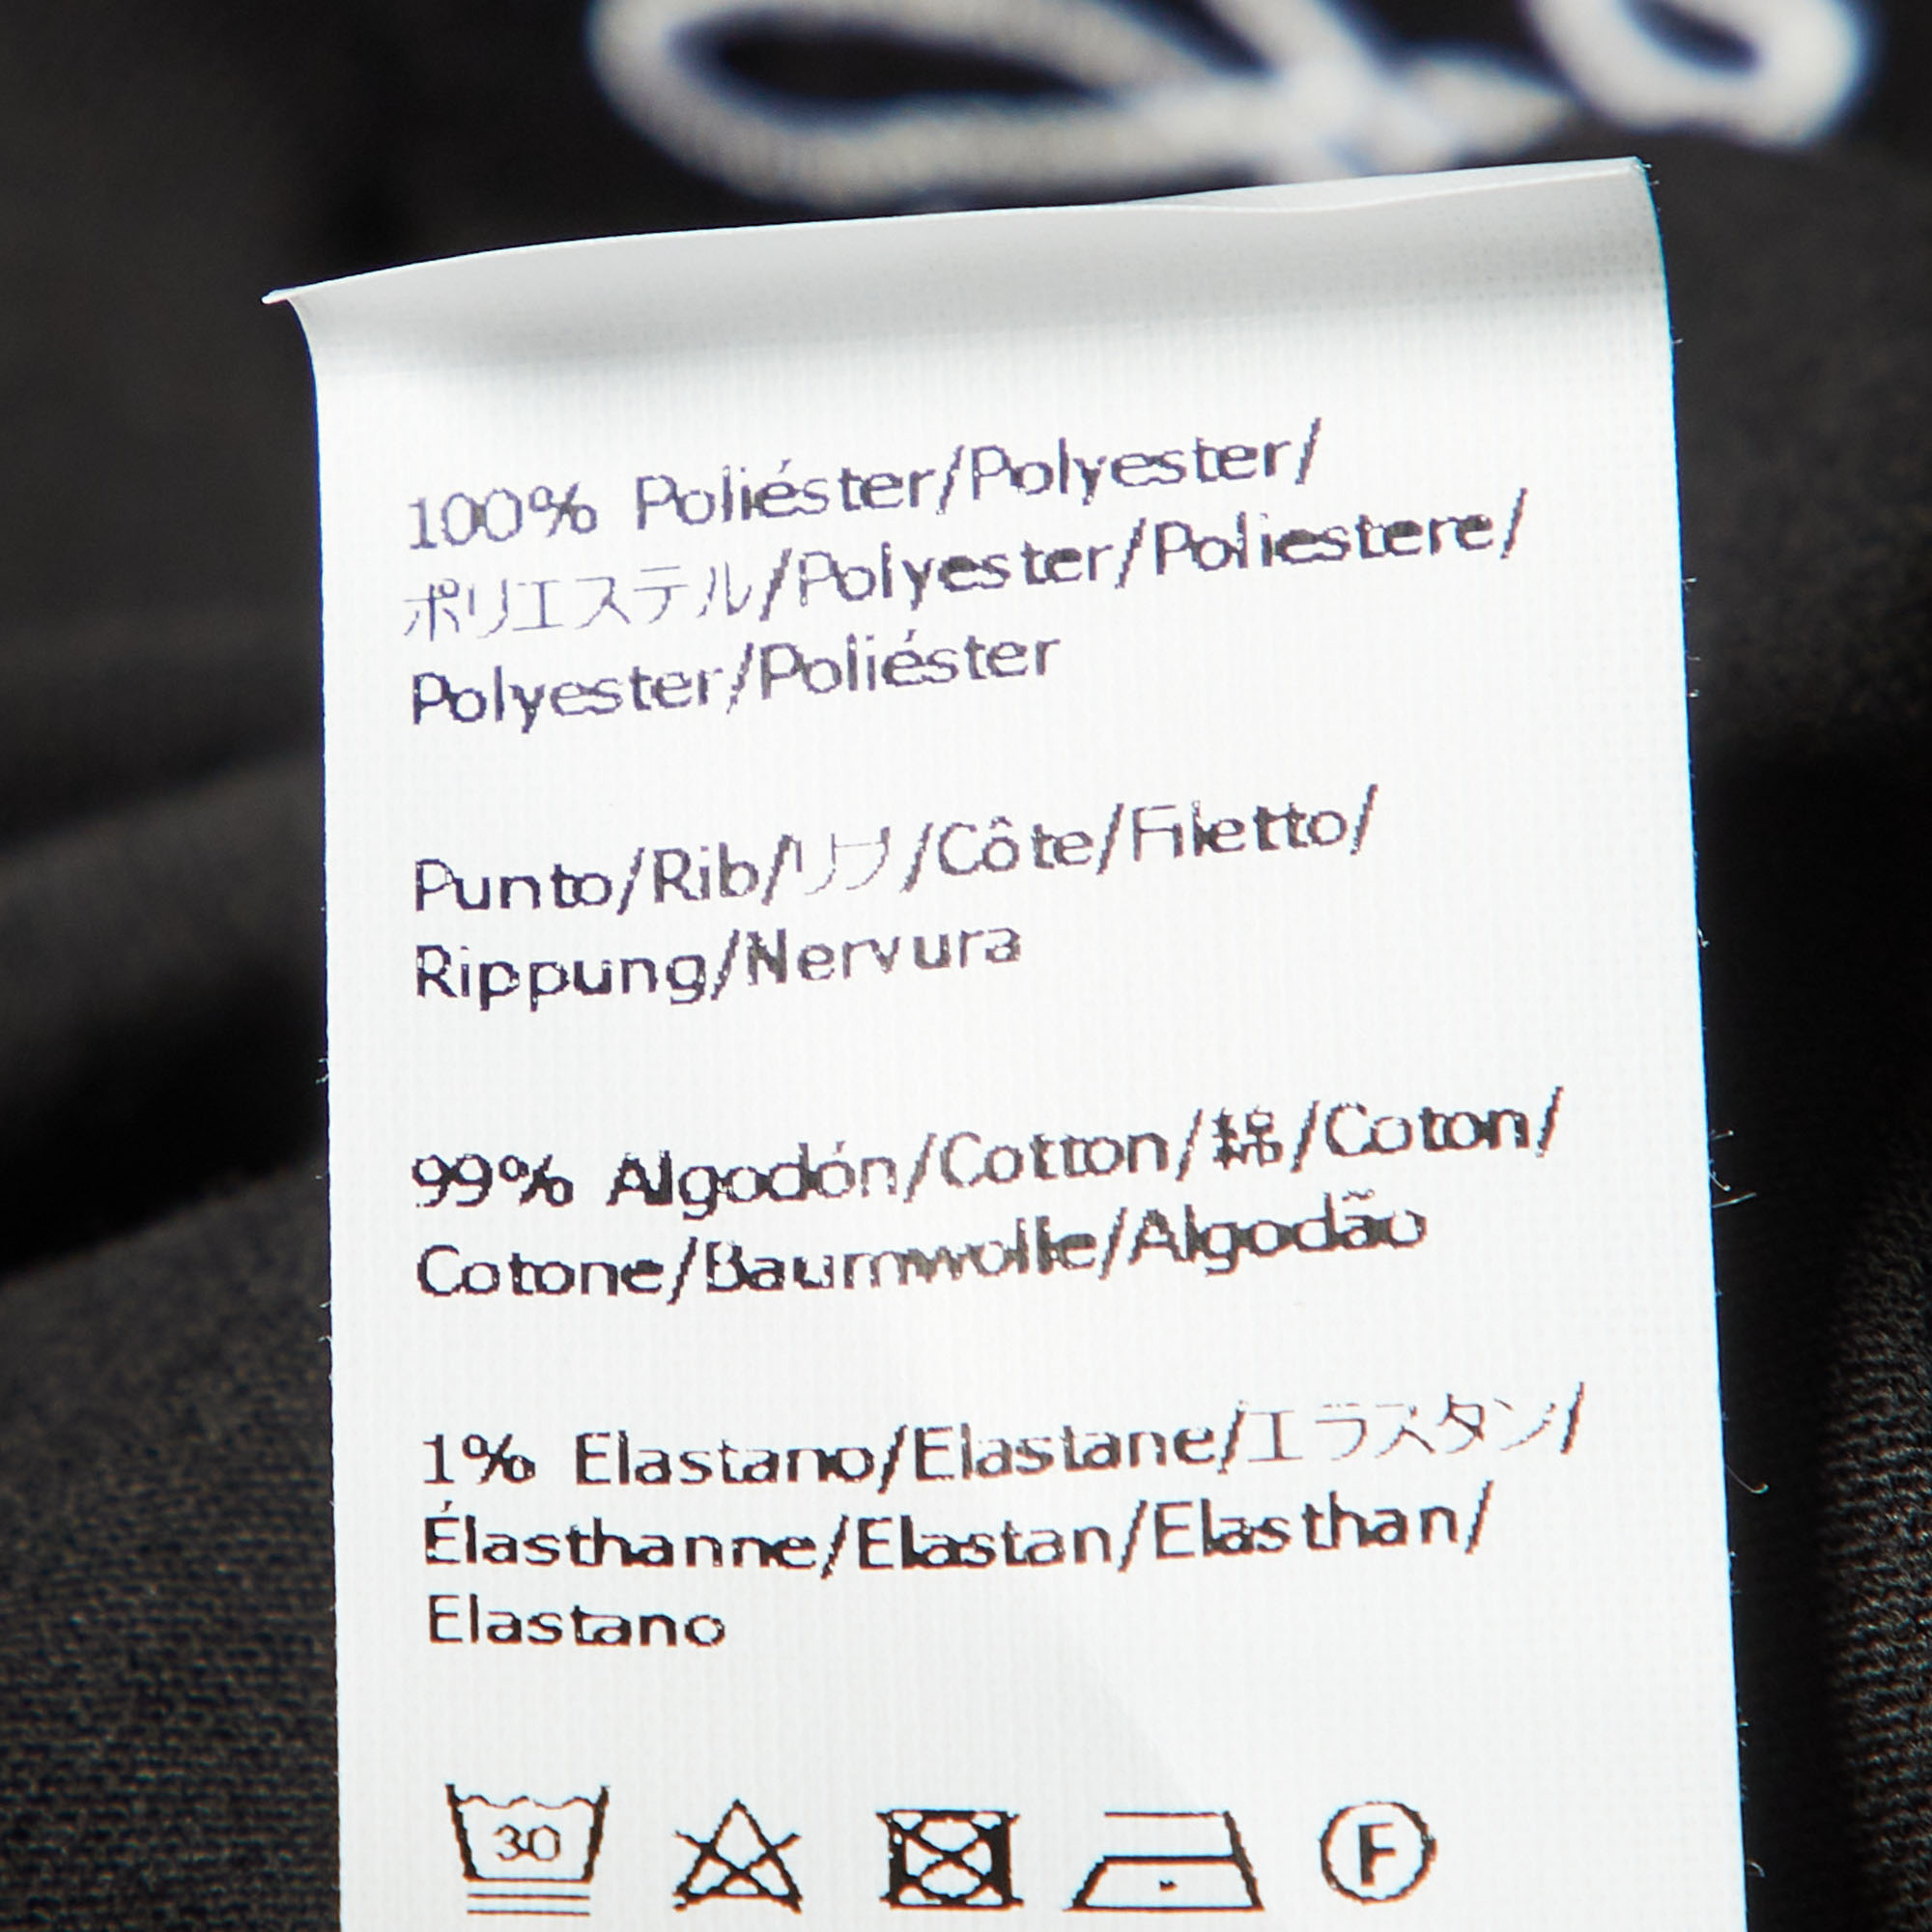 100% Poliéster/Polyester/
ポリエステル/Polyester/Poliestere/
Polyester/Poliéster
Punto/Rib/リブ/Côte/Filetto/
Rippung/Nervura
99% Algodón/Cotton/綿/Coton/
Cotone/Baumwolle/Algodão
1% Elastano/Elastane/エラスタン/
Élasthanne/Elastan/Elasthan/
Elastano
30 F